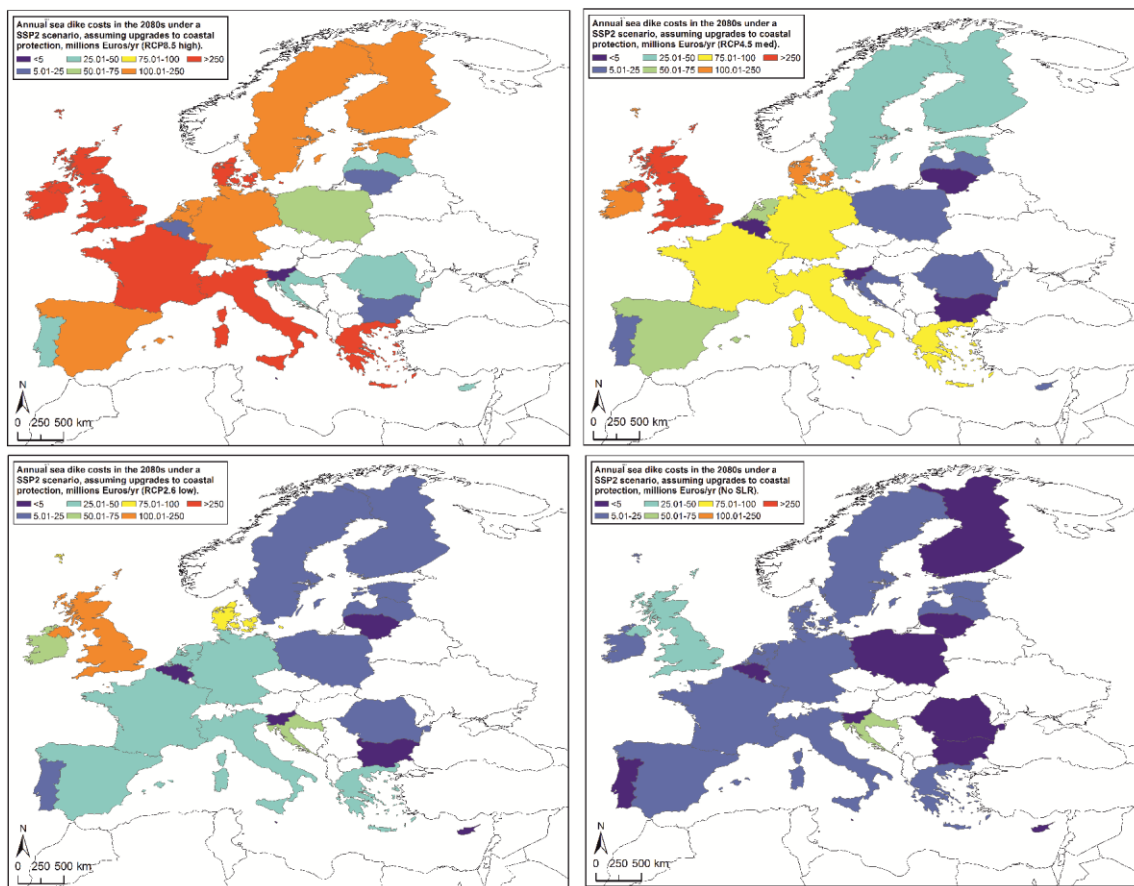 Annual sea dike costs in the 2080s under a
SSP2 scenario, assuming upgrades to coastal
protection, millions Euros/yr (RCP8.5 high).
<5 25.01-50 75.01-100 >250
5.01-25 50.01-75 100.01-250
N
0 250 500 km
Annual sea dike costs in the 2080s under a
SSP2 scenario, assuming upgrades to coastal
protection, millions Euros/yr (RCP4.5 med).
<5 25.01-50 75.01-100 >250
5.01-25 50.01-75 100.01-250
N
0 250 500 km
Annual sea dike costs in the 2080s under a
SSP2 scenario, assuming upgrades to coastal
protection, millions Euros/yr (RCP2.6 low).
<5 25.01-50 75.01-100 >250
5.01-25 50.01-75 100.01-250
N
0 250 500 km
Annual sea dike costs in the 2080s under a
SSP2 scenario, assuming upgrades to coastal
protection, millions Euros/yr (No SLR).
<5 25.01-50 75.01-100 >250
5.01-25 50.01-75 100.01-250
N
0 250 500 km